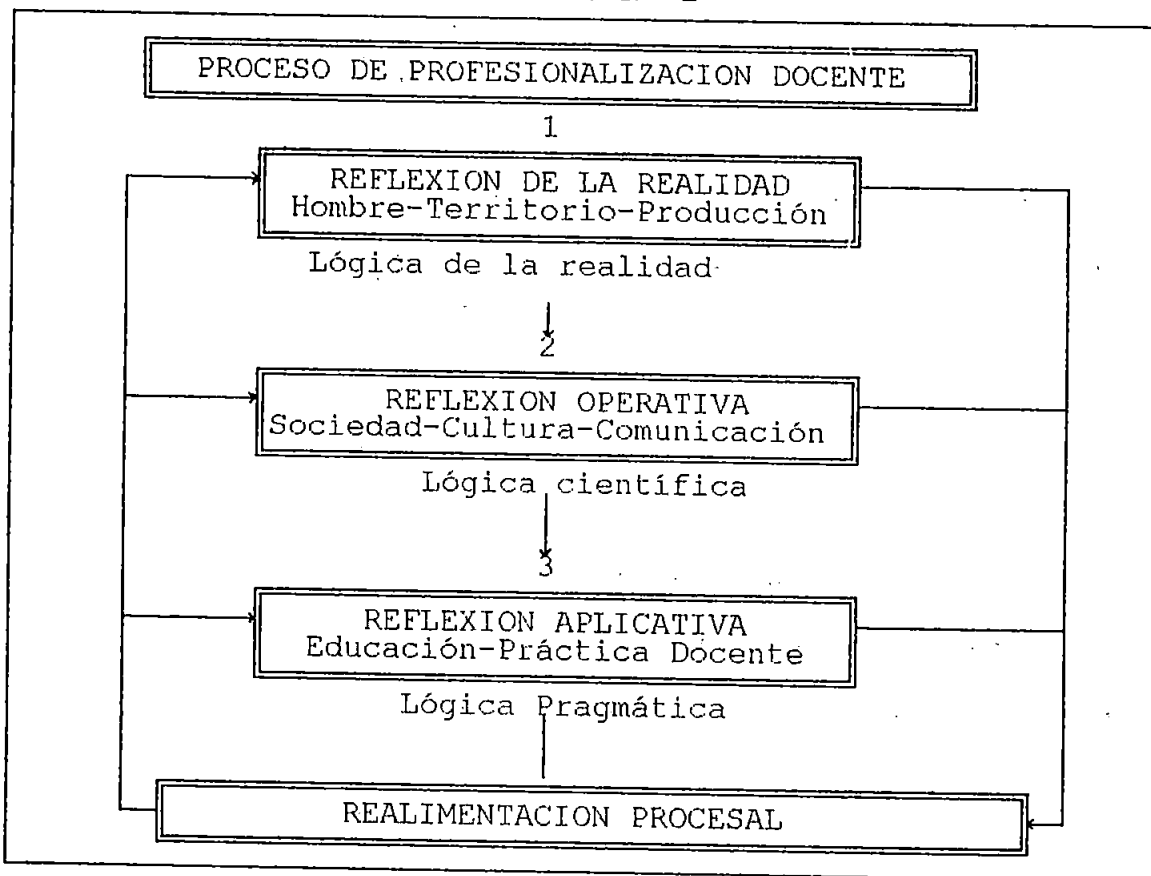 PROCESO DE PROFESIONALIZACION DOCENTE
1
REFLEXION DE LA REALIDAD
Hombre-Territorio-Producción
Lógica de la realidad
2
REFLEXION OPERATIVA
Sociedad-Cultura-Comunicación
Lógica científica
3
REFLEXION APLICATIVA
Educación-Práctica Docente
Lógica Pragmática
REALIMENTACION PROCESAL